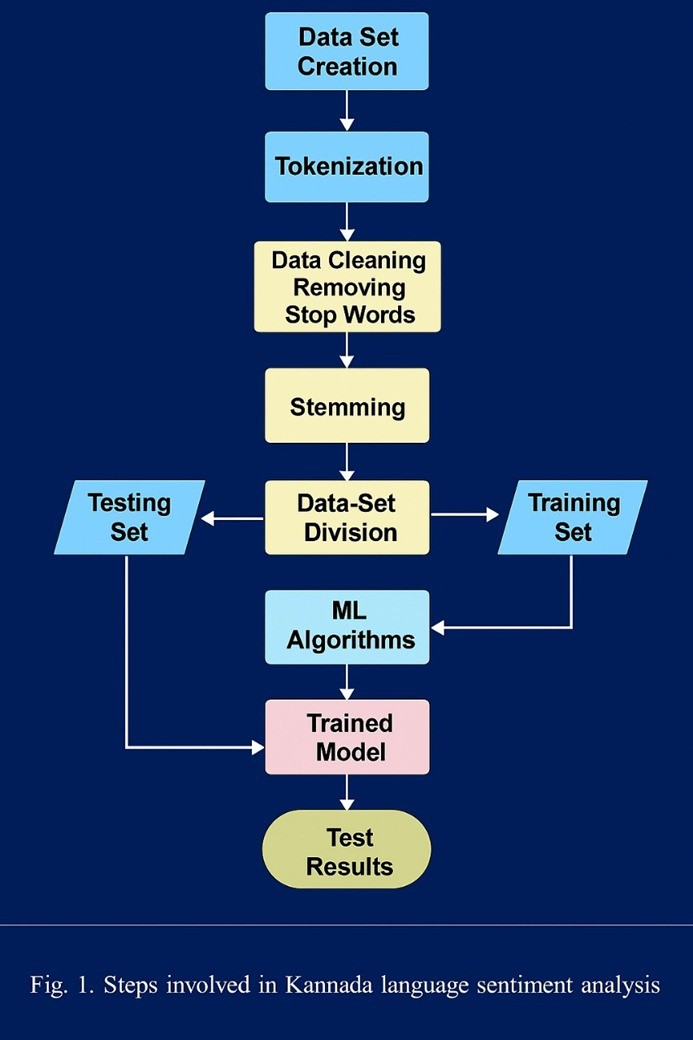 Data Set
Creation
Tokenization
Data Cleaning
Removing
Stop Words
Stemming
Testing
Set
Data-Set
Division
Training
Set
ML
Algorithms
Trained
Model
Test
Results
Fig. 1. Steps involved in Kannada language sentiment analysis